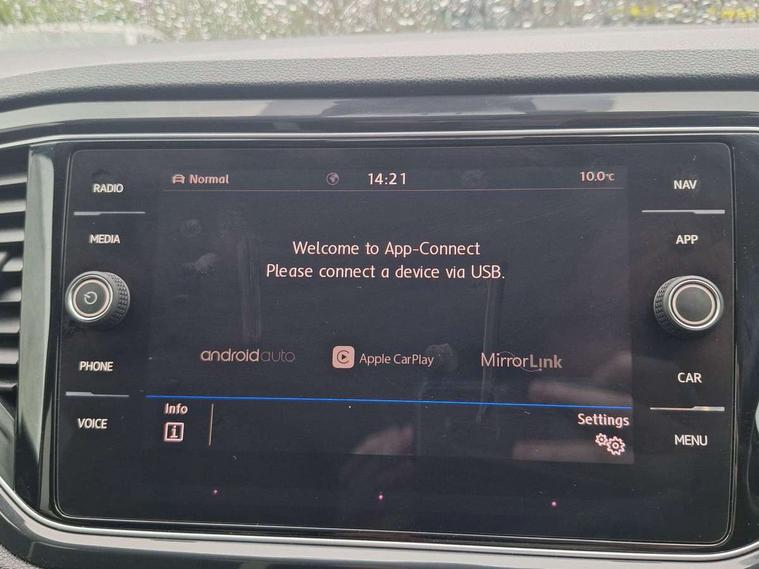 Normal
14:21
10.0°C
RADIO
MEDIA
PHONE
VOICE
Welcome to App-Connect
Please connect a device via USB.
androidauto
Apple CarPlay
MirrorLink
Info
Settings
NAV
APP
CAR
MENU